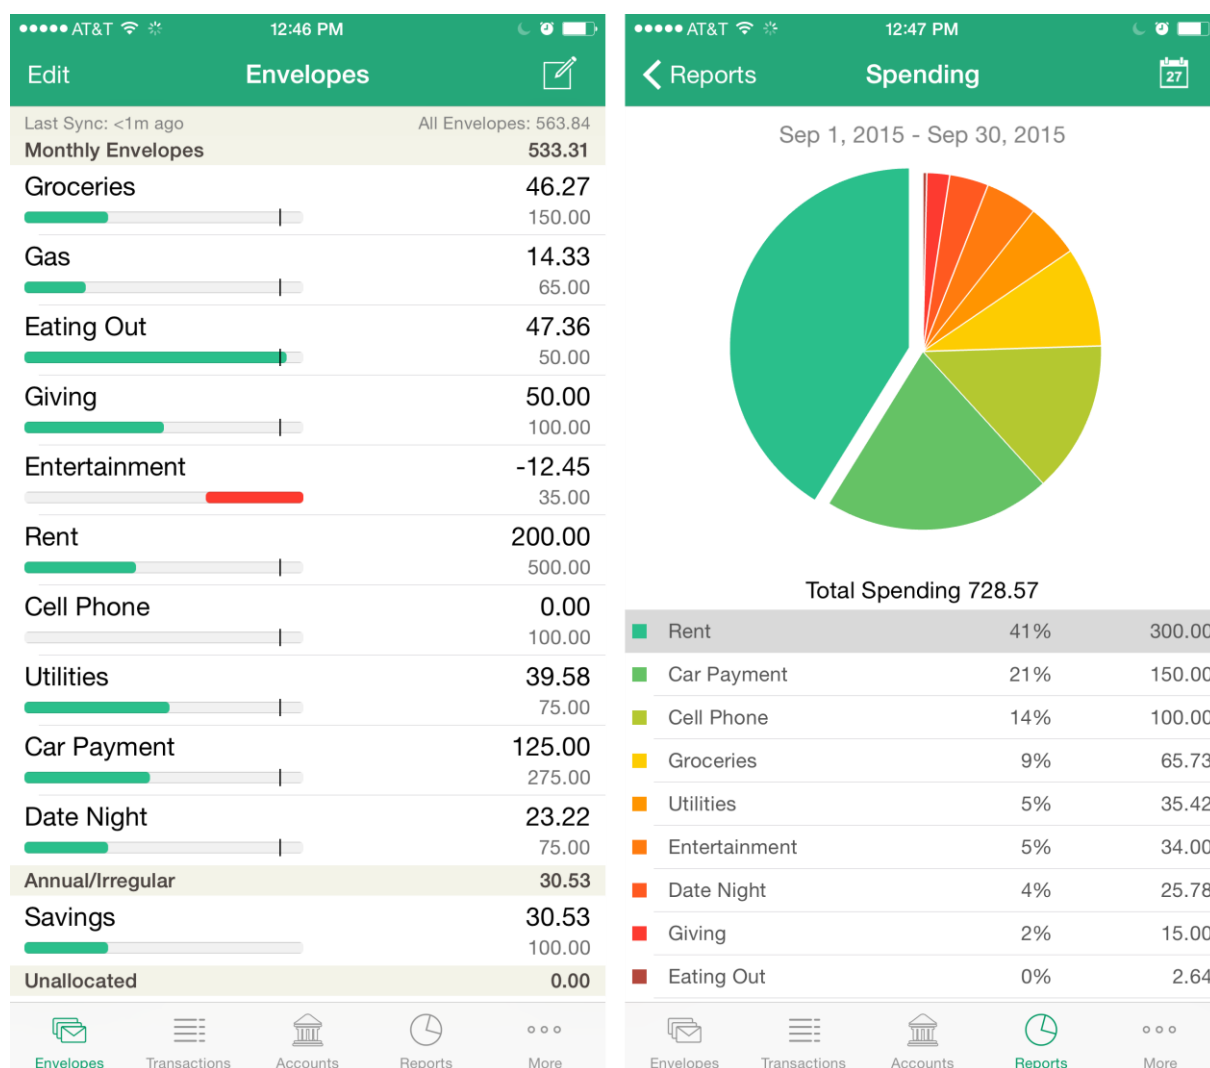 AT&T 12:46 PM
Edit Envelopes
Last Sync: <1m ago All Envelopes: 563.84
Monthly Envelopes 533.31
Groceries 46.27
150.00
Gas 14.33
65.00
Eating Out 47.36
50.00
Giving 50.00
100.00
Entertainment -12.45
35.00
Rent 200.00
500.00
Cell Phone 0.00
100.00
Utilities 39.58
75.00
Car Payment 125.00
275.00
Date Night 23.22
75.00
Annual/Irregular 30.53
Savings 30.53
100.00
Unallocated 0.00
Envelopes Transactions Accounts Reports More
AT&T 12:47 PM
Reports Spending 27
Sep 1, 2015 - Sep 30, 2015
Total Spending 728.57
Rent 41% 300.00
Car Payment 21% 150.00
Cell Phone 14% 100.00
Groceries 9% 65.73
Utilities 5% 35.42
Entertainment 5% 34.00
Date Night 4% 25.78
Giving 2% 15.00
Eating Out 0% 2.64
Envelopes Transactions Accounts Reports More